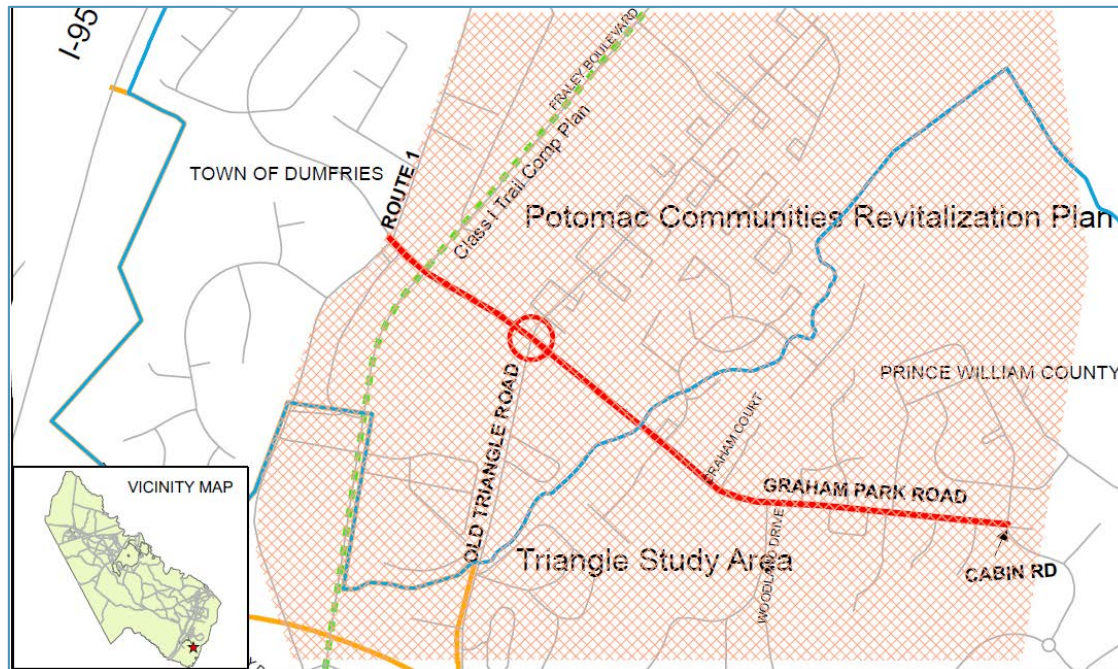 I-95
FRALEY BOULEVARD
Class I Trail Comp Plan
TOWN OF DUMFRIES
ROUTE 1
Potomac Communities Revitalization Plan
PRINCE WILLIAM COUNTY
OLD TRIANGLE ROAD
GRAHAM COURT
GRAHAM PARK ROAD
VICINITY MAP
WOODLAND DRIVE
Triangle Study Area
CABIN RD